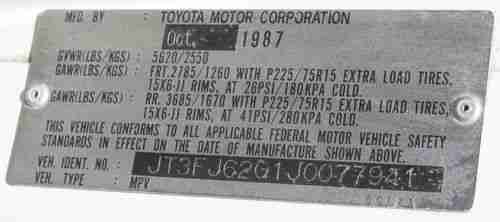 MFG. BY : TOYOTA MOTOR CORPORATION
Oct. 1987
GVWR(LBS/KGS) : 5620/2550
GAWR(LBS/KGS) : FRT. 2785/1260 WITH P225/75R15 EXTRA LOAD TIRES,
15X6-JJ RIMS, AT 26PSI/180KPA COLD.
GAWR(LBS/KGS) : RR. 3685/1670 WITH P225/75R15 EXTRA LOAD TIRES,
15X6-JJ RIMS, AT 41PSI/280KPA COLD.
THIS VEHICLE CONFORMS TO ALL APPLICABLE FEDERAL MOTOR VEHICLE SAFETY
STANDARDS IN EFFECT ON THE DATE OF MANUFACTURE SHOWN ABOVE.
VEH. IDENT. NO. : JT3FJ62G1J0077941
VEH. TYPE : MPV